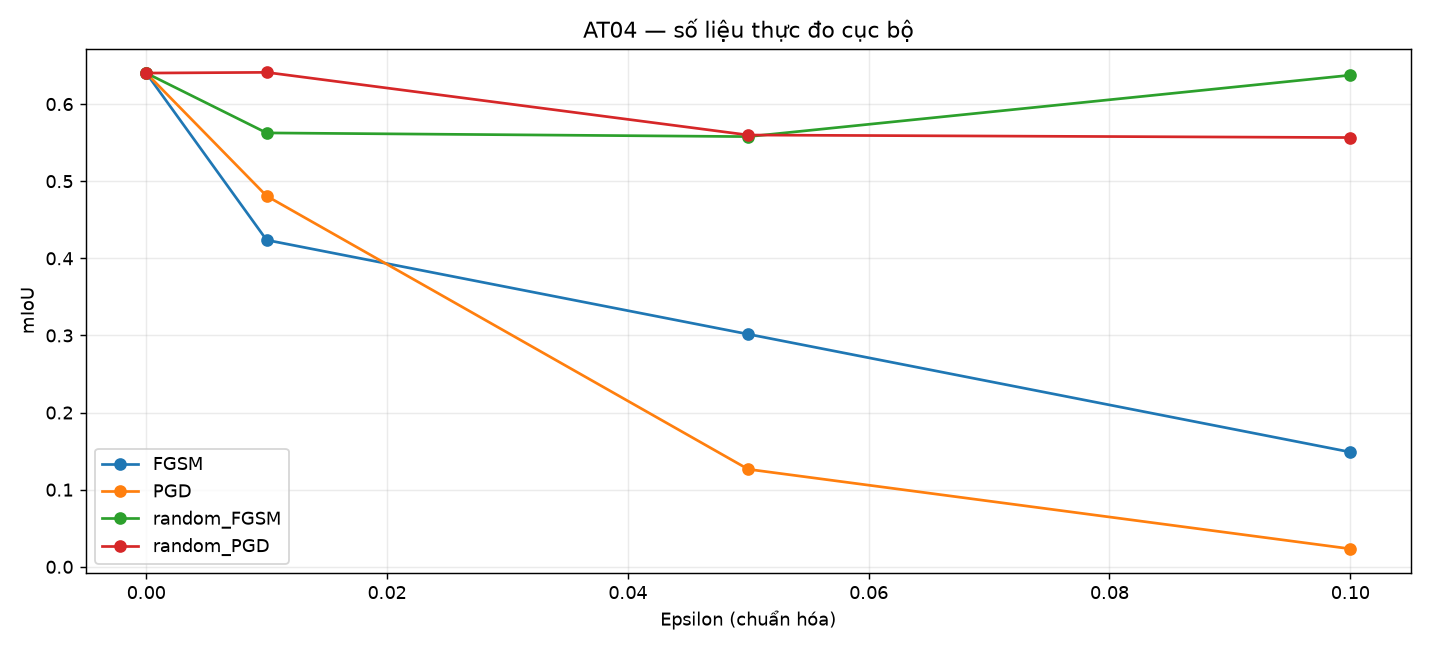 AT04 — số liệu thực đo cục bộ
mIoU
0.6
0.5
0.4
0.3
0.2
0.1
0.0
FGSM
PGD
random_FGSM
random_PGD
0.00 0.02 0.04 0.06 0.08 0.10
Epsilon (chuẩn hóa)